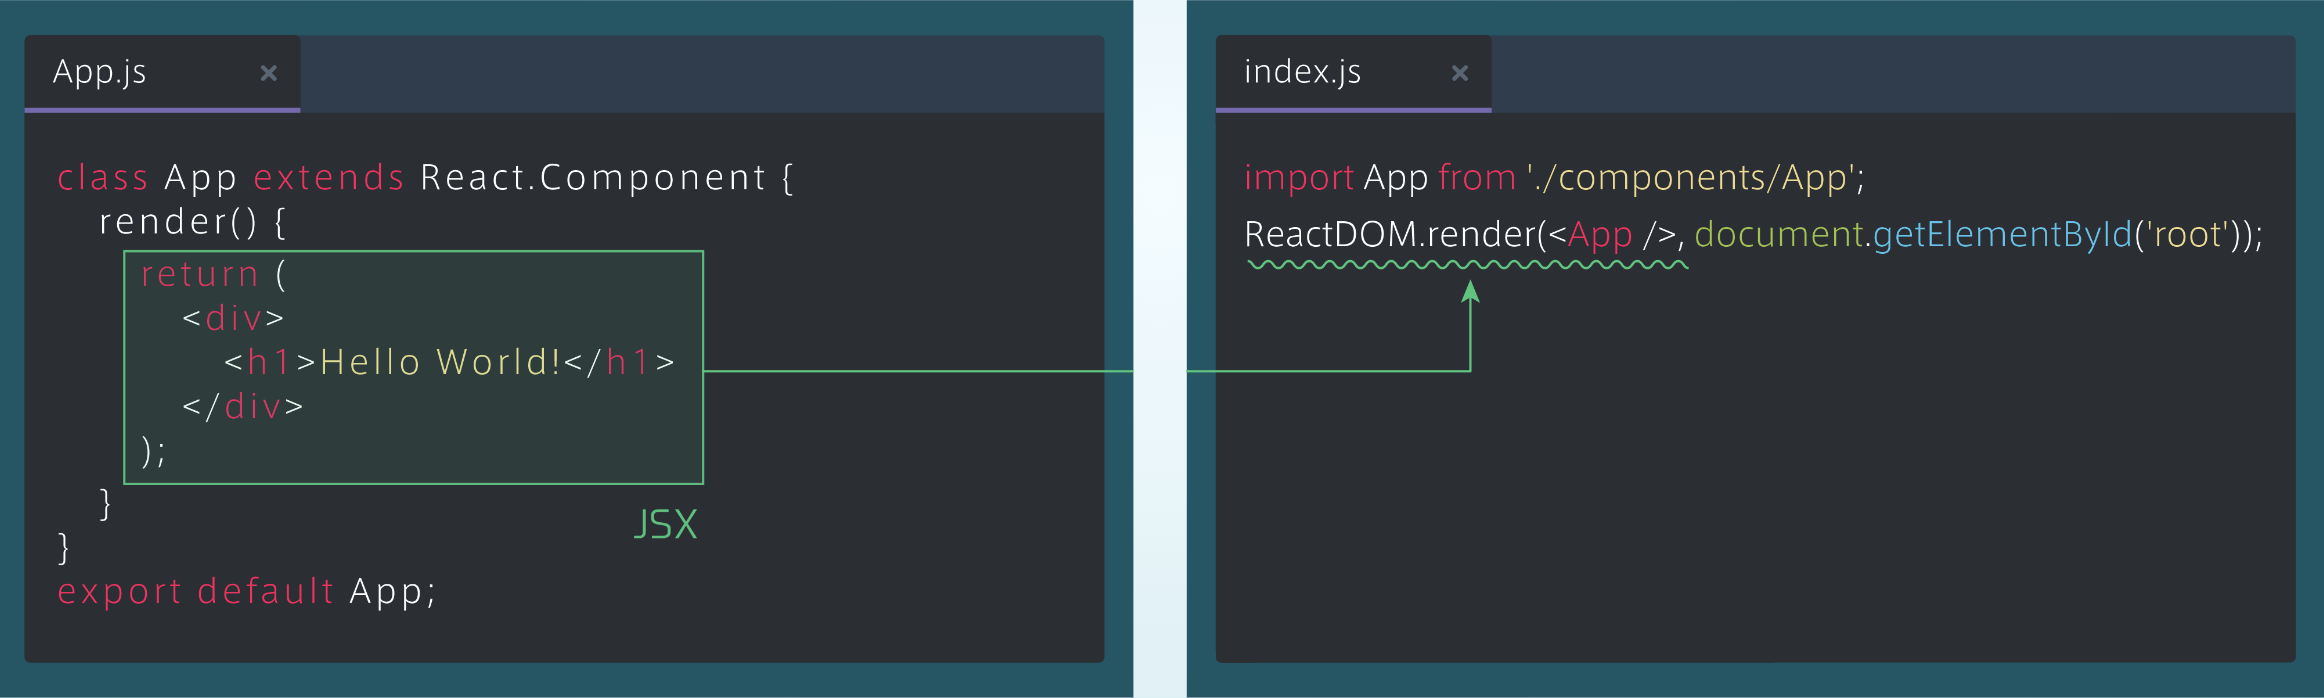 App.js ×
class App extends React.Component {
render() {
return (
<div>
<h1>Hello World!</h1>
</div>
);
}
}
export default App;
JSX
index.js ×
import App from './components/App';
ReactDOM.render(<App />, document.getElementById('root'));